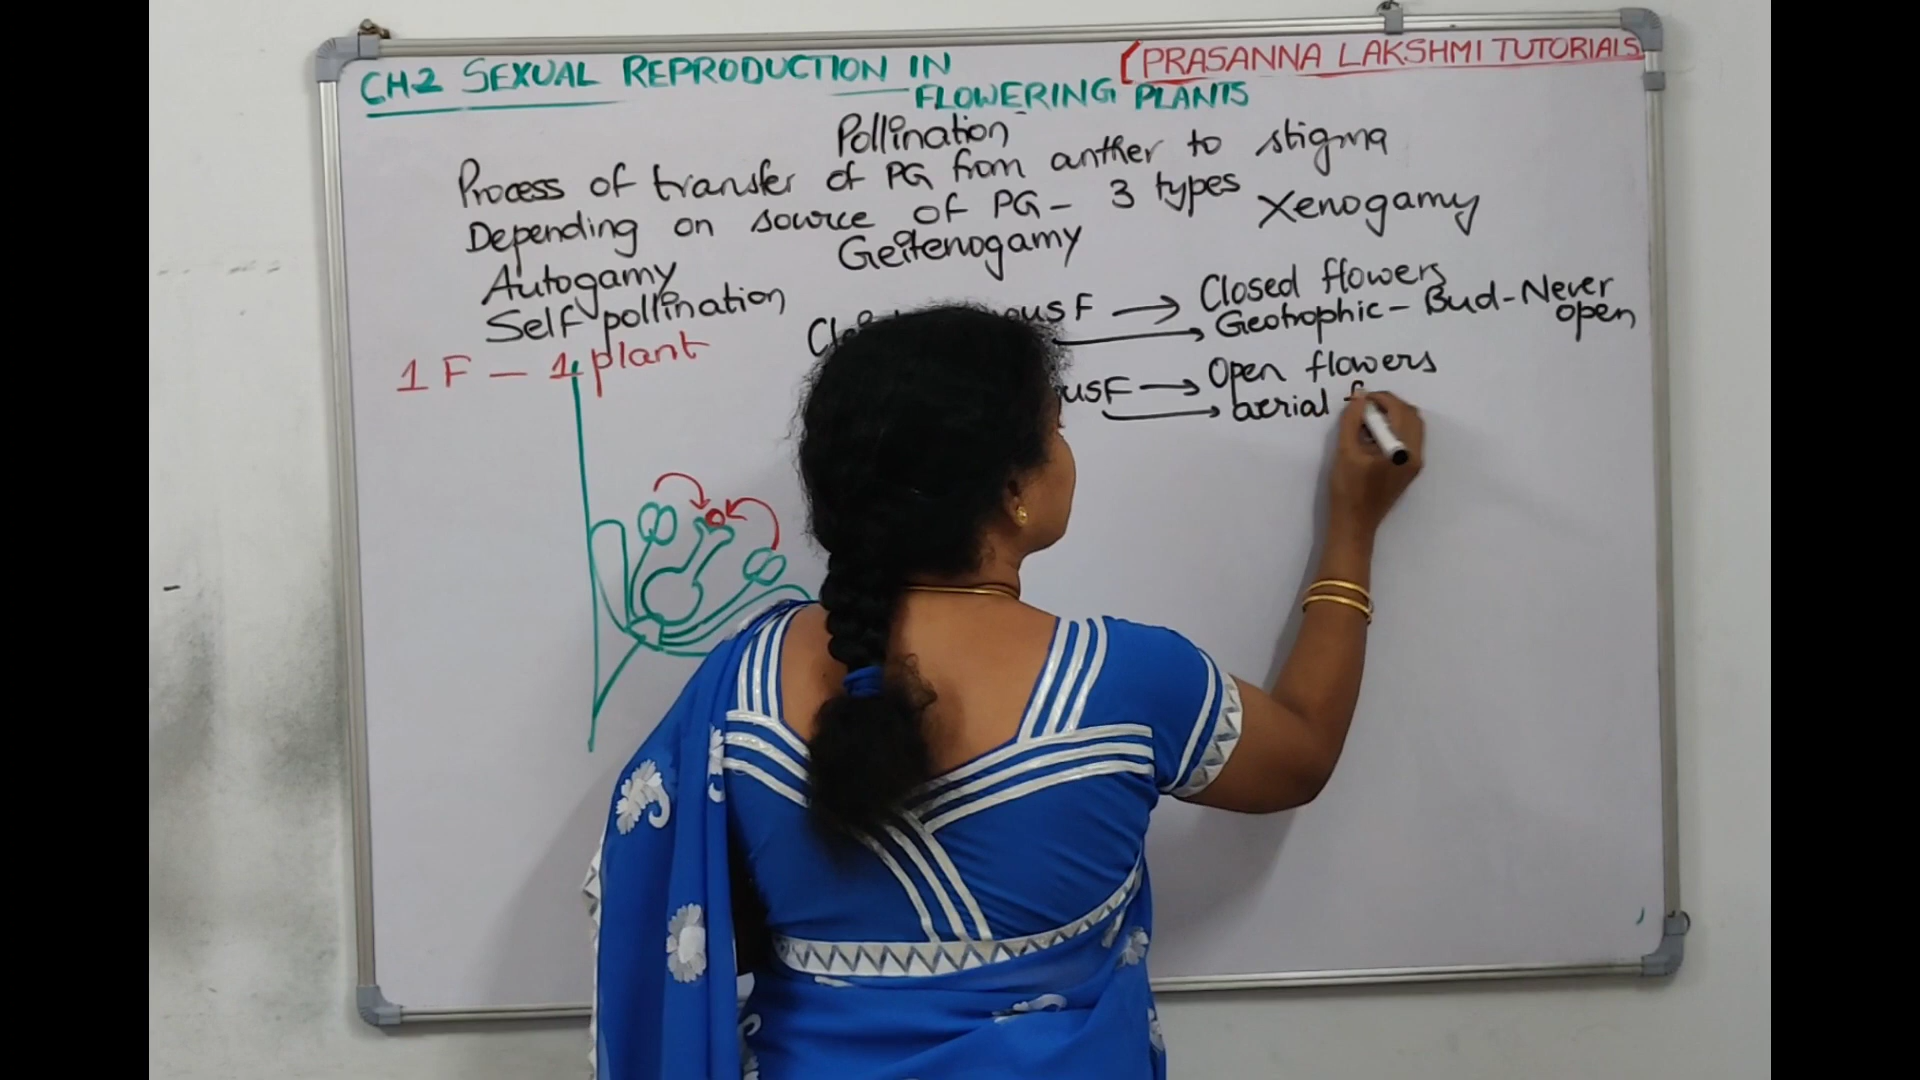 CH-2 SEXUAL REPRODUCTION IN
FLOWERING PLANTS
PRASANNA LAKSHMI TUTORIALS
Pollination
Process of transfer of PG from anther to stigma
Depending on source of PG - 3 types
Autogamy Geitenogamy Xenogamy
Self pollination
1 F - 1 plant
F → Closed flowers
Geotrophic - Bud - Never
open
F → Open flowers
aerial